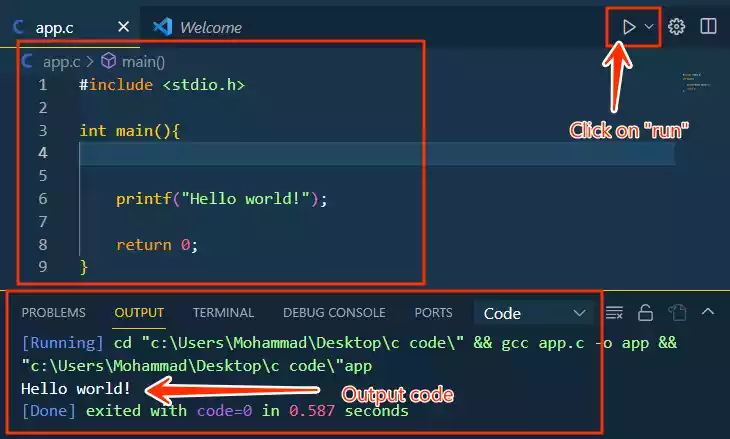 app.c
Welcome
app.c > main()
Click on "run"
1 #include <stdio.h>
2
3 int main(){
4
6 printf("Hello world!");
7
8 return 0;
9 }
PROBLEMS OUTPUT TERMINAL DEBUG CONSOLE PORTS Code
[Running] cd "c:\Users\Mohammad\Desktop\c code\" && gcc app.c -o app &&
"c:\Users\Mohammad\Desktop\c code\"app
Hello world!
Output code
[Done] exited with code=0 in 0.587 seconds